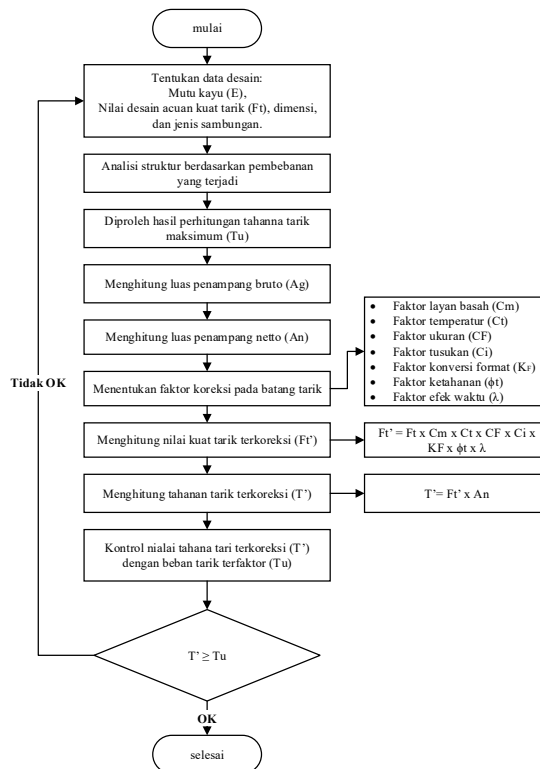 mulai
Tentukan data desain:
Mutu kayu (E),
Nilai desain acuan kuat tarik (Ft), dimensi,
dan jenis sambungan.
Analisi struktur berdasarkan pembebanan
yang terjadi
Diproleh hasil perhitungan tahanna tarik
maksimum (Tu)
Menghitung luas penampang bruto (Ag)
Menghitung luas penampang netto (An)
Tidak OK
Menentukan faktor koreksi pada batang tarik
• Faktor layan basah (Cm)
• Faktor temperatur (Ct)
• Faktor ukuran (CF)
• Faktor tusukan (Ci)
• Faktor konversi format (KF)
• Faktor ketahanan (ϕt)
• Faktor efek waktu (λ)
Menghitung nilai kuat tarik terkoreksi (Ft’)
Ft’ = Ft x Cm x Ct x CF x Ci x
KF x ϕt x λ
Menghitung tahanan tarik terkoreksi (T’)
T’= Ft’ x An
Kontrol nialai tahana tari terkoreksi (T’)
dengan beban tarik terfaktor (Tu)
T’ ≥ Tu
OK
selesai